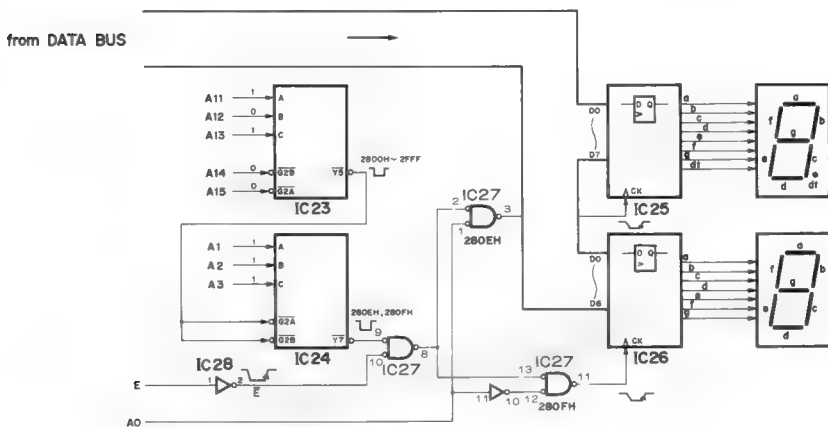 from DATA BUS
A11 1 A
A12 0 B
A13 1 C
A14 0 G2B
A15 0 G2A
Y5
2800H~2FFF
IC23
A1 1 A
A2 1 B
A3 1 C
G2A
G2B
Y7
280EH, 280FH
IC24
9
10
8
IC27
IC28
E 1 2
E
A0
IC27
2
1
3
280EH
11 10
IC27
13
12
11
280FH
D0
D7
D Q
CK
IC25
a
b
c
d
e
f
g
dt
a
b
c
d
e
f
g
dt
D0
D6
D Q
CK
IC26
a
b
c
d
e
f
g
a
b
c
d
e
f
g